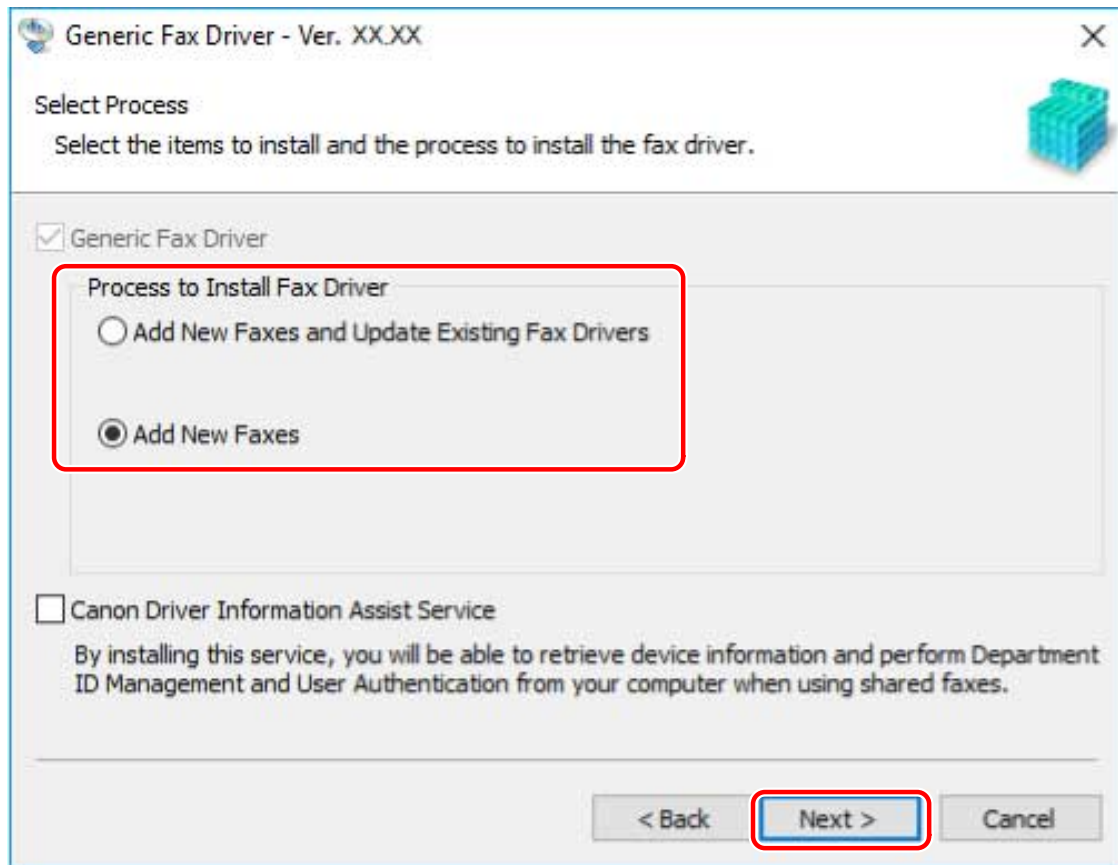 Generic Fax Driver - Ver. XX.XX
Select Process
Select the items to install and the process to install the fax driver.
Generic Fax Driver
Process to Install Fax Driver
Add New Faxes and Update Existing Fax Drivers
Add New Faxes
Canon Driver Information Assist Service
By installing this service, you will be able to retrieve device information and perform Department
ID Management and User Authentication from your computer when using shared faxes.
< Back Next > Cancel